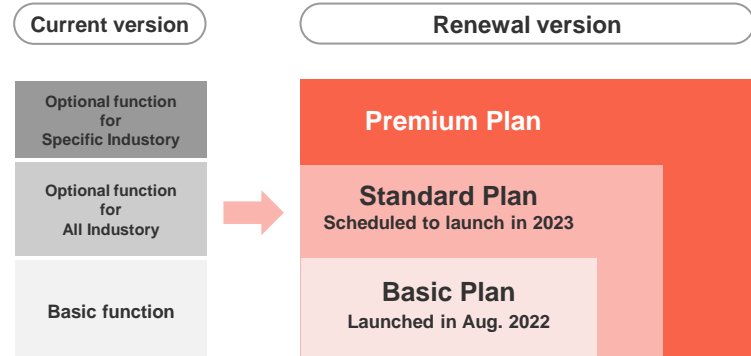 Current version
Renewal version
Optional function
for
Specific Industory
Premium Plan
Optional function
for
All Industory
Standard Plan
Scheduled to launch in 2023
Basic function
Basic Plan
Launched in Aug. 2022